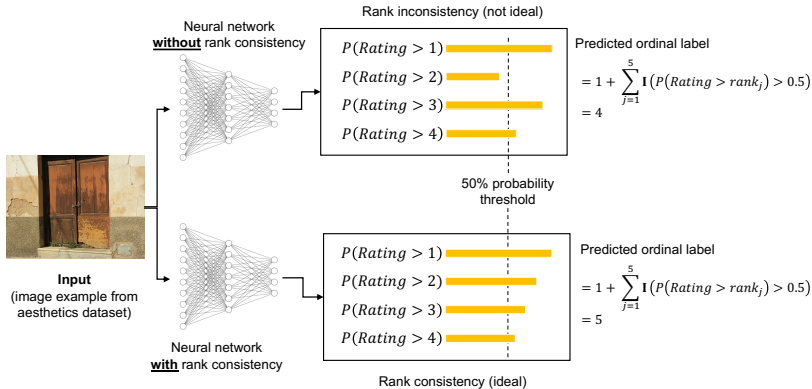 Neural network
without rank consistency
Rank inconsistency (not ideal)
P(Rating > 1)
P(Rating > 2)
P(Rating > 3)
P(Rating > 4)
Predicted ordinal label
= 1 + ∑_{j=1}^{5} I (P(Rating > rank_j) > 0.5)
= 4
50% probability
threshold
Input
(image example from
aesthetics dataset)
P(Rating > 1)
P(Rating > 2)
P(Rating > 3)
P(Rating > 4)
Predicted ordinal label
= 1 + ∑_{j=1}^{5} I (P(Rating > rank_j) > 0.5)
= 5
Neural network
with rank consistency
Rank consistency (ideal)